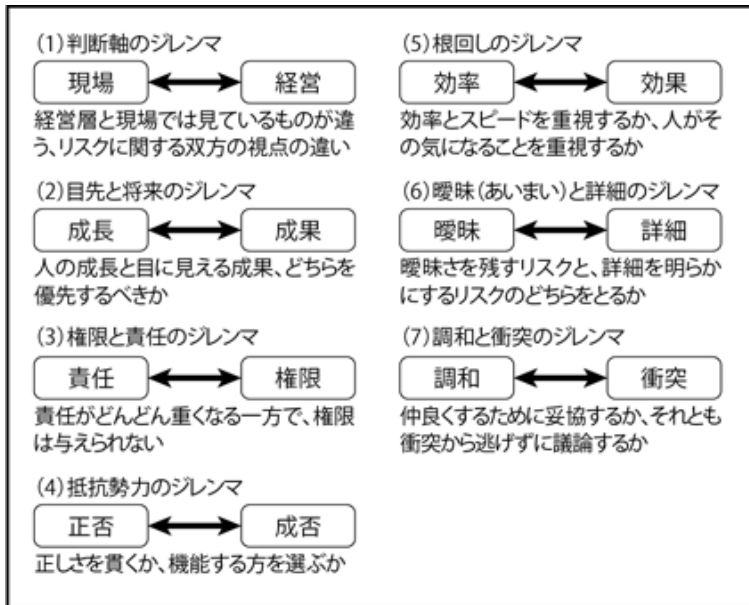 (1)判断軸のジレンマ
現場 経営
経営層と現場では見ているものが違
う、リスクに関する双方の視点の違い
(2)目先と将来のジレンマ
成長 成果
人の成長と目に見える成果、どちらを
優先するべきか
(3)権限と責任のジレンマ
責任 権限
責任がどんどん重くなる一方で、権限
は与えられない
(4)抵抗勢力のジレンマ
正否 成否
正しさを貫くか、機能する方を選ぶか
(5)根回しのジレンマ
効率 効果
効率とスピードを重視するか、人がそ
の気になることを重視するか
(6)曖昧(あいまい)と詳細のジレンマ
曖昧 詳細
曖昧さを残すリスクと、詳細を明らか
にするリスクのどちらをとるか
(7)調和と衝突のジレンマ
調和 衝突
仲良くするために妥協するか、それとも
衝突から逃げずに議論するか